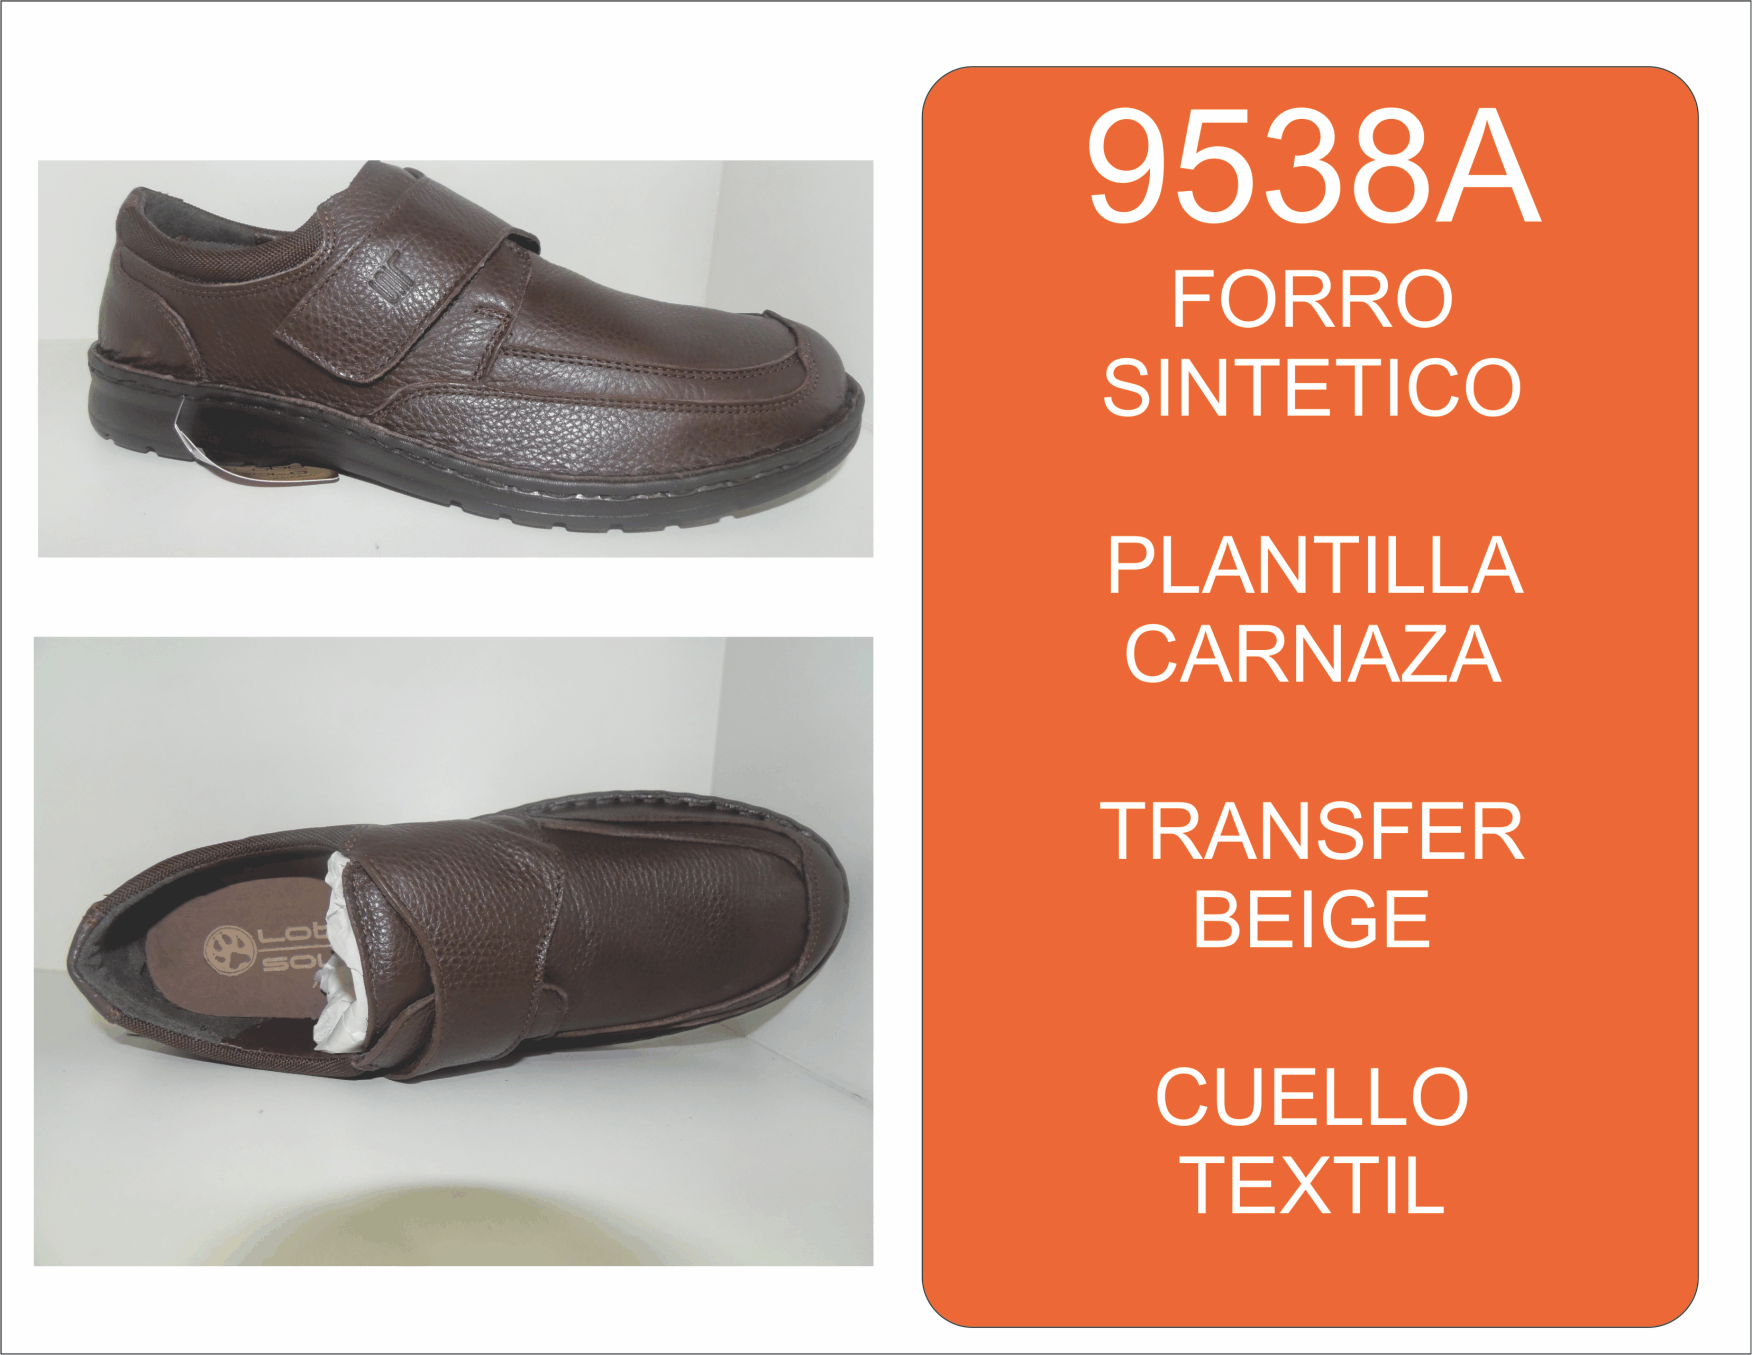 9538A
FORRO
SINTETICO
PLANTILLA
CARNAZA
TRANSFER
BEIGE
CUELLO
TEXTIL